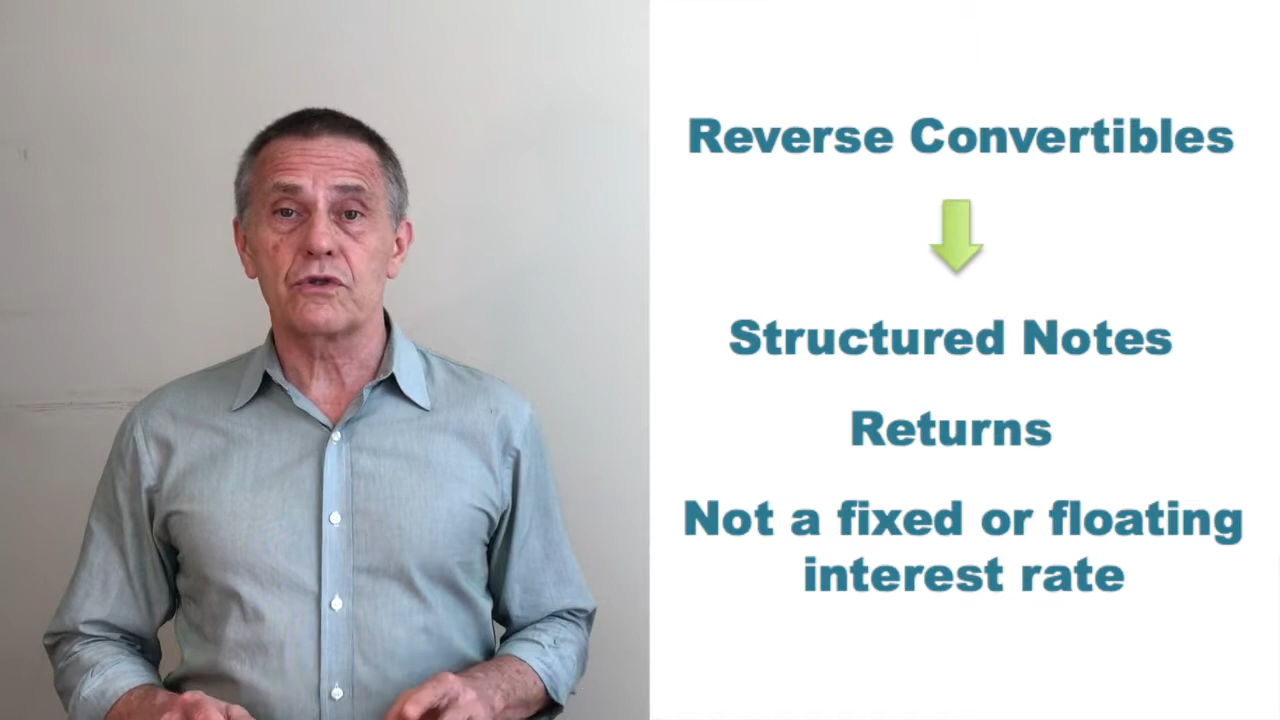 Reverse Convertibles
Structured Notes
Returns
Not a fixed or floating
interest rate